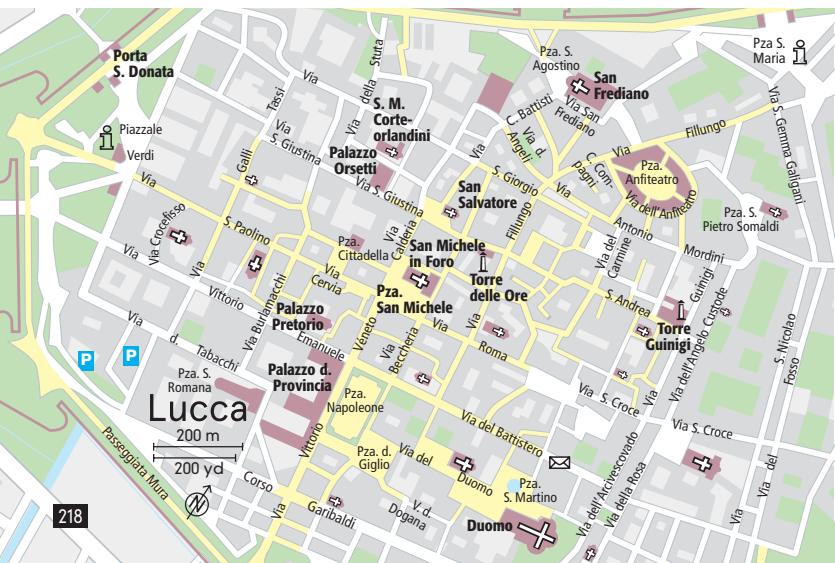 Porta
S. Donata
Piazzale
Verdi
Via
della
Stuta
Tassi
Via
S. Giustina
Galli
Via
S. M.
Corte-
orlandini
Palazzo
Orsetti
Via S. Giustina
Pza. S.
Agostino
San
Frediano
C. Battisti
Via San
Frediano
Via d.
Angeli
Via
Pza S.
Maria
Via
Fillungo
Via S. Gemma Galigani
C. Com-
pagni
Pza.
Anfiteatro
Via dell'Anfiteatro
Pza. S.
Pietro Somaldi
San
Salvatore
S. Giorgio
Via
Fillungo
Antonio
Mordini
Via del
Carmine
Via
S. Paolino
Via Crocefisso
Via
Pza.
Cittadella
Via
Calderia
San Michele
in Foro
Pza.
San Michele
Torre
delle Ore
Via
Cervia
Via Burlamacchi
Via
Vittorio
Emanuele
Palazzo
Pretorio
Veneto
Via
Beccheria
Via
Via
Roma
S. Andrea
Torre
Guinigi
Guinigi
Via
Via dell'Angelo Custode
S. Nicolao
Fosso
Via
d.
Tabacchi
P
P
Pza. S.
Romana
Palazzo d.
Provincia
Pza.
Napoleone
Vittorio
Via
Via S. Croce
Via S. Croce
Via del Battistero
Lucca
200 m
200 yd
N
Passeggiata Mura
218
Corso
Garibaldi
Pza. d.
Giglio
Via del
Duomo
V. d.
Dogana
Pza.
S. Martino
Duomo
Via dell'Arcivescovado
Via della Rosa
Via
Via del